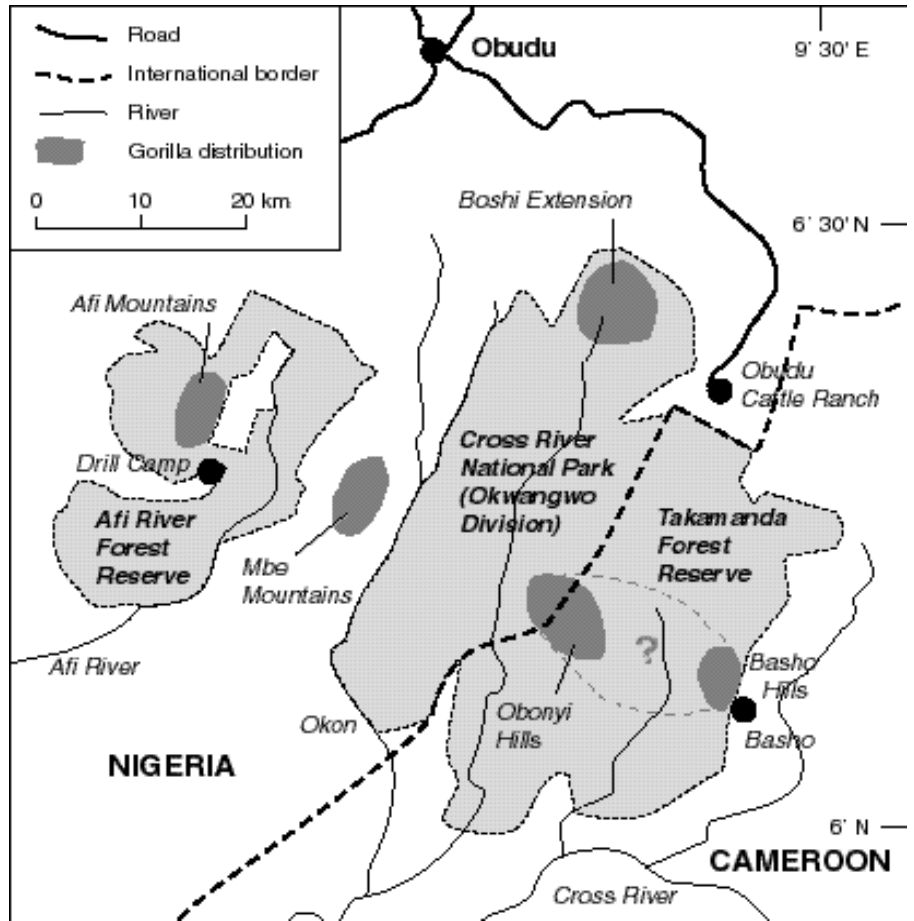 Road
International border
River
Gorilla distribution
0 10 20 km
Obudu
9° 30 E
6° 30' N
Boshi Extension
Afi Mountains
Obudu
Castle Ranch
Drill Camp
Cross River
National Park
(Okwangwo
Division)
Afi River
Forest
Reserve
Takamanda
Forest
Reserve
Mbe
Mountains
?
Afi River
Basho
Hills
Okon
Obonyi
Hills
Basho
NIGERIA
6° N
CAMEROON
Cross River